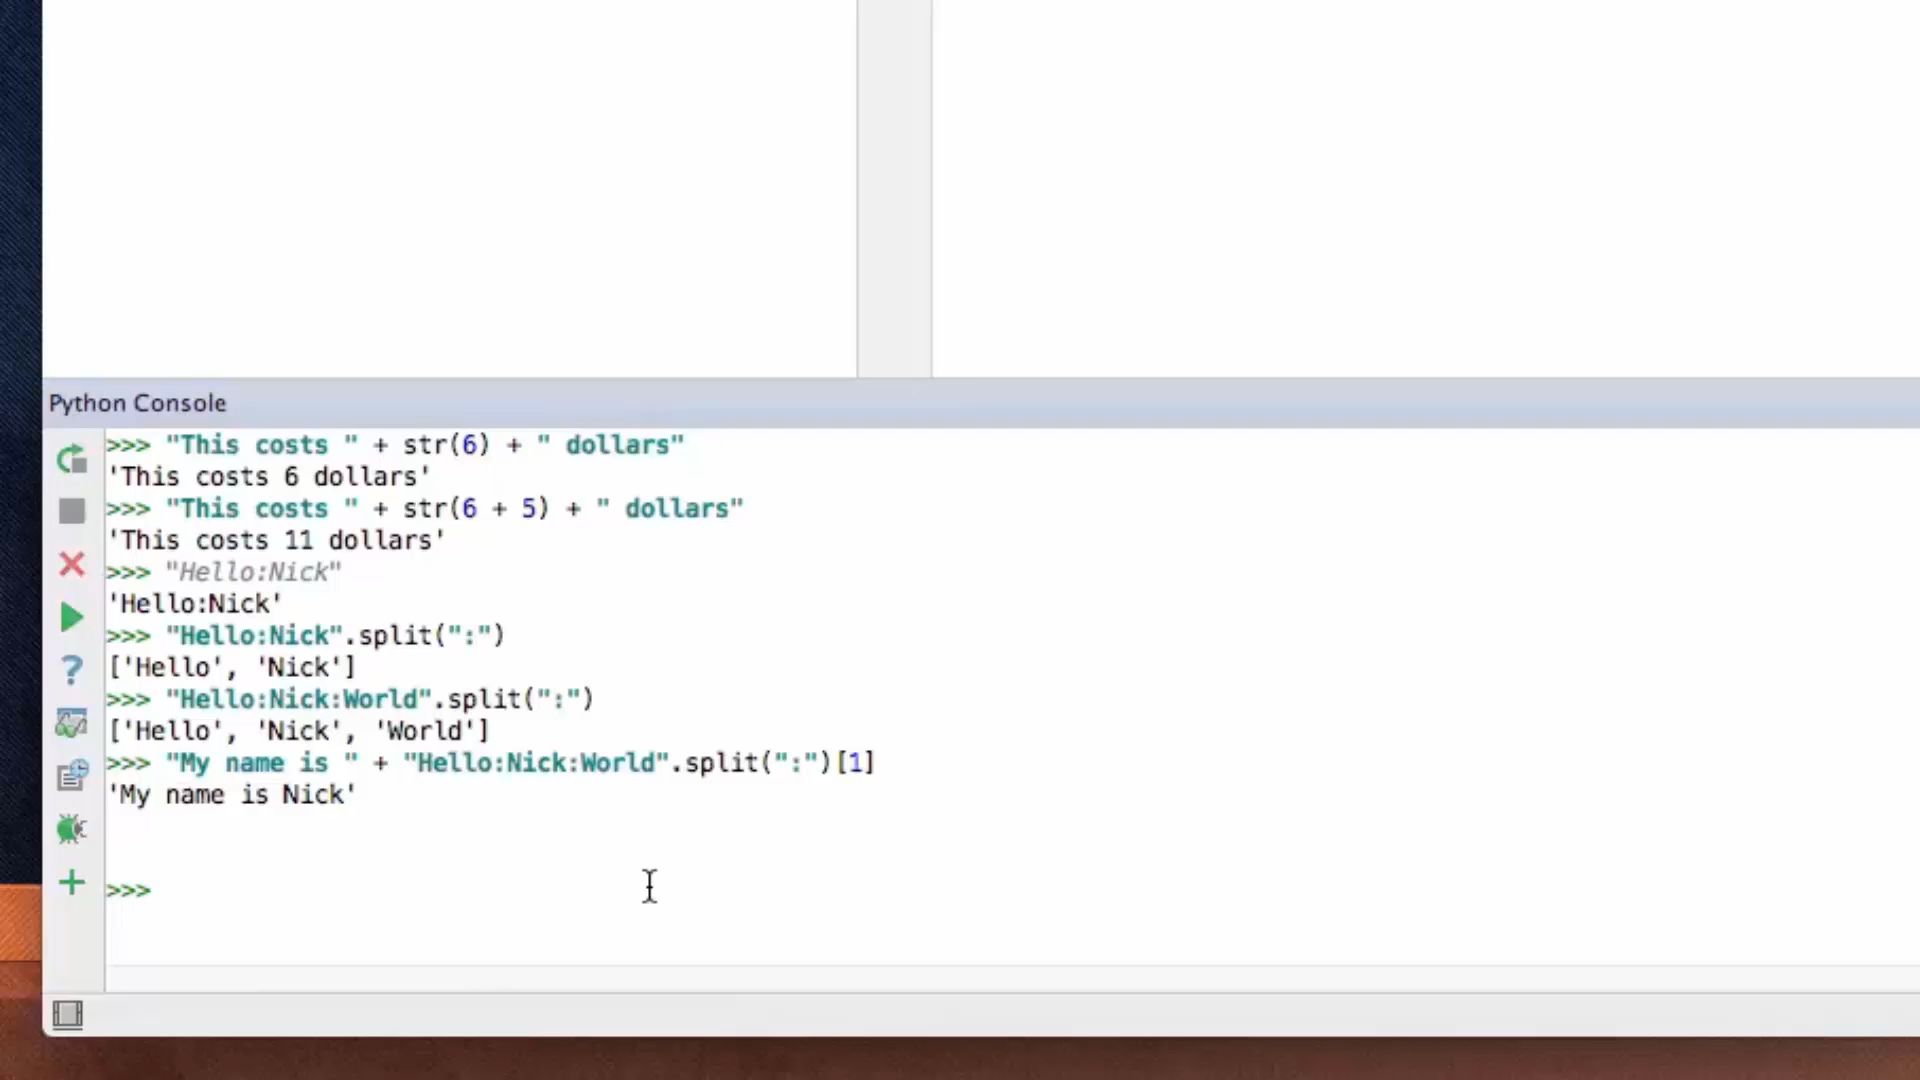 Python Console
>>> "This costs " + str(6) + " dollars"
'This costs 6 dollars'
>>> "This costs " + str(6 + 5) + " dollars"
'This costs 11 dollars'
>>> "Hello:Nick"
'Hello:Nick'
>>> "Hello:Nick".split(":")
['Hello', 'Nick']
>>> "Hello:Nick:World".split(":")
['Hello', 'Nick', 'World']
>>> "My name is " + "Hello:Nick:World".split(":")[1]
'My name is Nick'
>>>